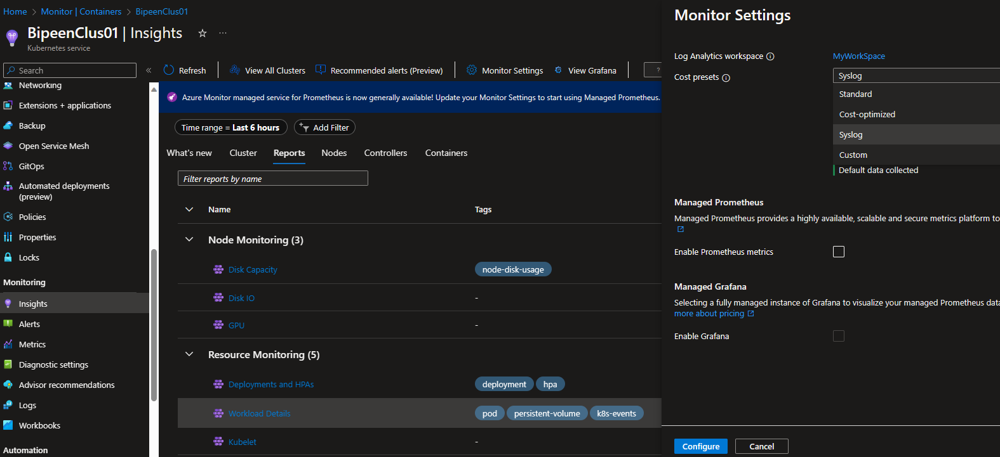 Home > Monitor | Containers > BipeenClus01
BipeenClus01 | Insights
Kubernetes service
Search
Networking
Extensions + applications
Backup
Open Service Mesh
GitOps
Automated deployments
(preview)
Policies
Properties
Locks
Monitoring
Insights
Alerts
Metrics
Diagnostic settings
Advisor recommendations
Logs
Workbooks
Automation
Refresh
View All Clusters
Recommended alerts (Preview)
Monitor Settings
View Grafana
?
Azure Monitor managed service for Prometheus is now generally available! Update your Monitor Settings to start using Managed Prometheus.
Time range = Last 6 hours
Add Filter
What's new
Cluster
Reports
Nodes
Controllers
Containers
Filter reports by name
Name
Tags
Node Monitoring (3)
Disk Capacity
node-disk-usage
Disk IO
-
GPU
-
Resource Monitoring (5)
Deployments and HPAs
deployment
hpa
Workload Details
pod
persistent-volume
k8s-events
Kubelet
-
Monitor Settings
Log Analytics workspace
MyWorkSpace
Cost presets
Syslog
Standard
Cost-optimized
Syslog
Custom
Default data collected
Managed Prometheus
Managed Prometheus provides a highly available, scalable and secure metrics platform to
Enable Prometheus metrics
Managed Grafana
Selecting a fully managed instance of Grafana to visualize your managed Prometheus data
more about pricing
Enable Grafana
Configure
Cancel